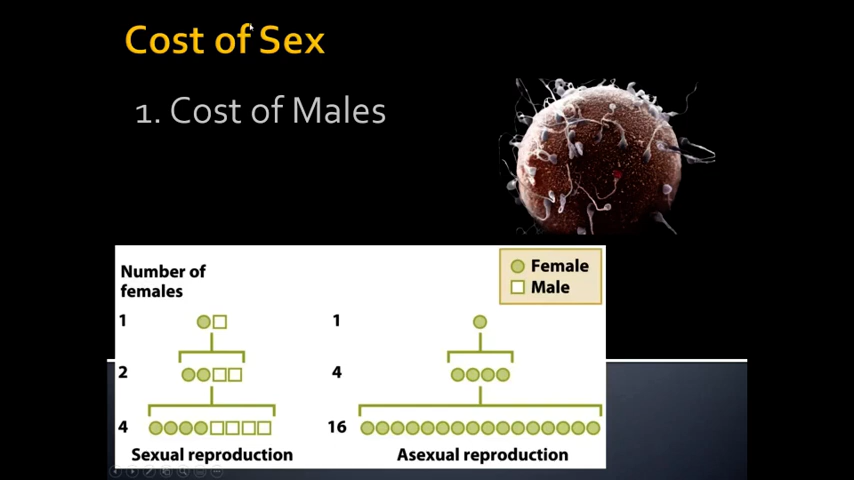 Cost of Sex
1. Cost of Males
Number of
females
Female
Male
1
1
2
4
4
16
Sexual reproduction
Asexual reproduction